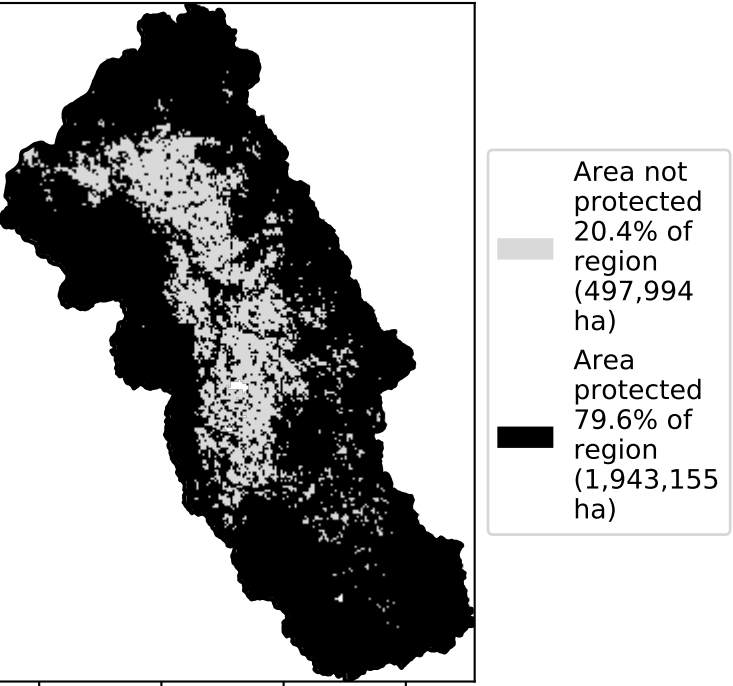 Area not
protected
20.4% of
region
(497,994
ha)
Area
protected
79.6% of
region
(1,943,155
ha)